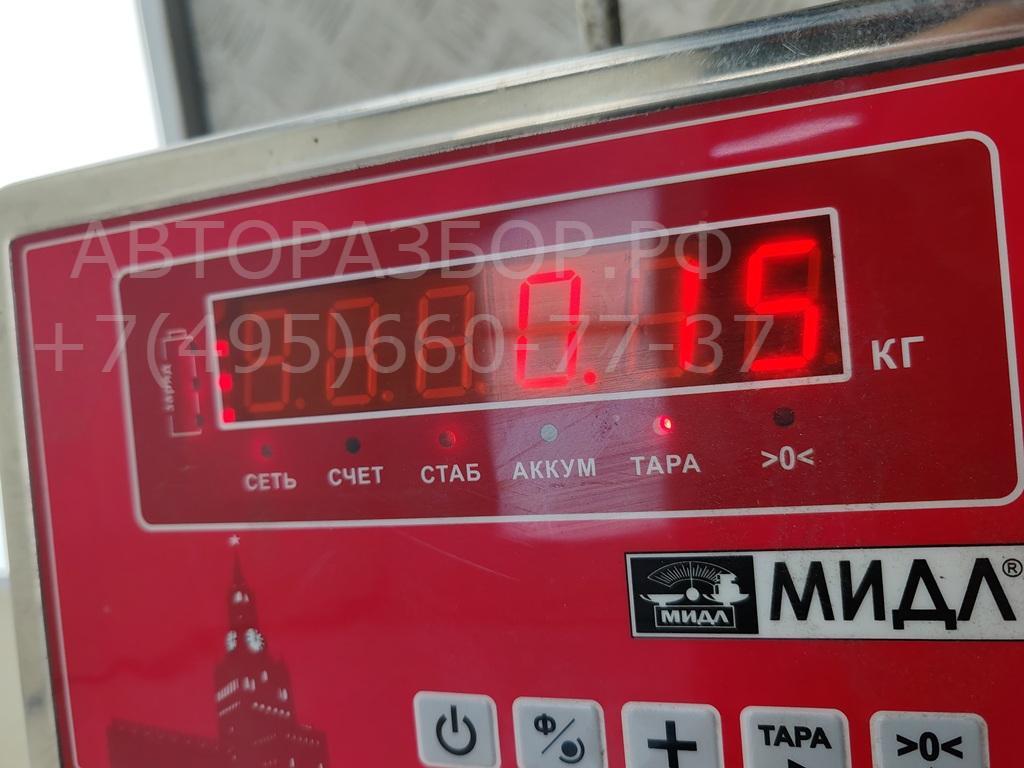 АВТОРАЗБОР.РФ
+7(495)660-77-37
заряд
0.15 КГ
СЕТЬ СЧЕТ СТАБ АККУМ ТАРА >0<
МИДЛ МИДЛ®
Ф + ТАРА >0<